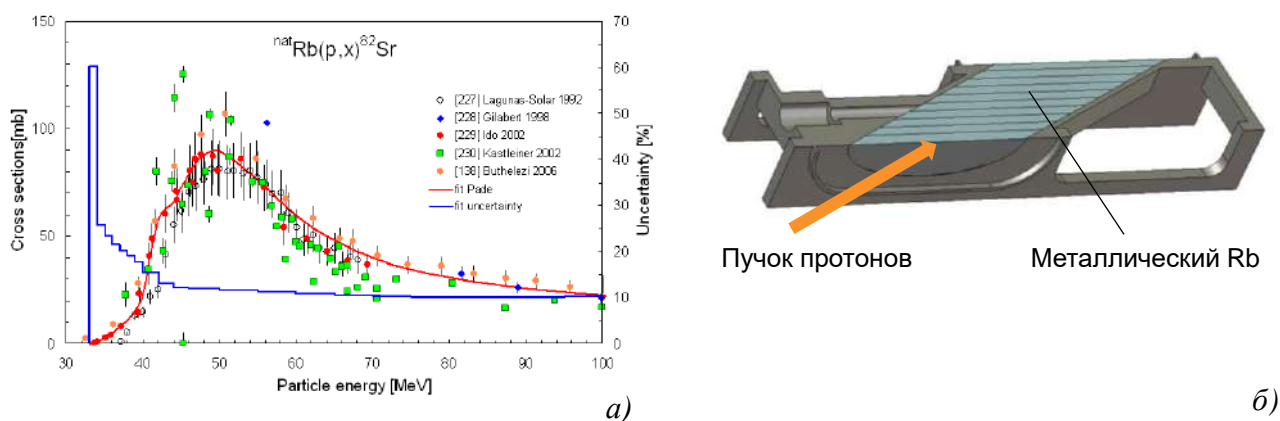 natRb(p,x)82Sr
150
100
50
0
Cross sections[mb]
70
60
50
40
30
20
10
0
Uncertainty [%]
[227] Lagunas-Solar 1992
[228] Gilabert 1998
[229] Ido 2002
[230] Kastleiner 2002
[138] Buthelezi 2006
fit Pade
fit uncertainty
30 40 50 60 70 80 90 100
Particle energy [MeV]
а)
Пучок протонов
Металлический Rb
б)